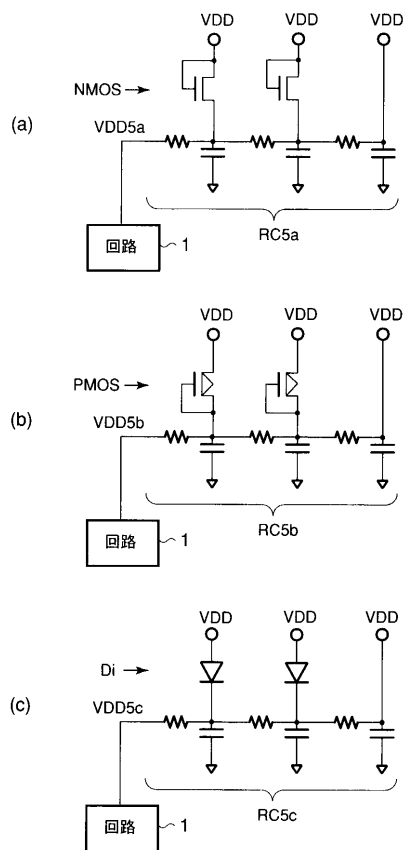 VDD VDD VDD
NMOS
(a)
VDD5a
RC5a
回路 1
VDD VDD VDD
PMOS
(b)
VDD5b
RC5b
回路 1
VDD VDD VDD
Di
(c)
VDD5c
RC5c
回路 1